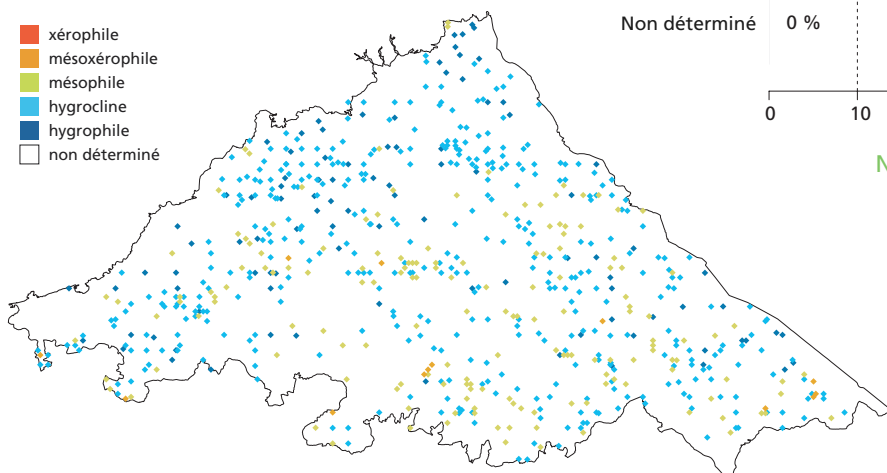 xérophile
mésoxérophile
mésophile
hygrocline
hygrophile
non déterminé
Non déterminé 0 %
0 10
N